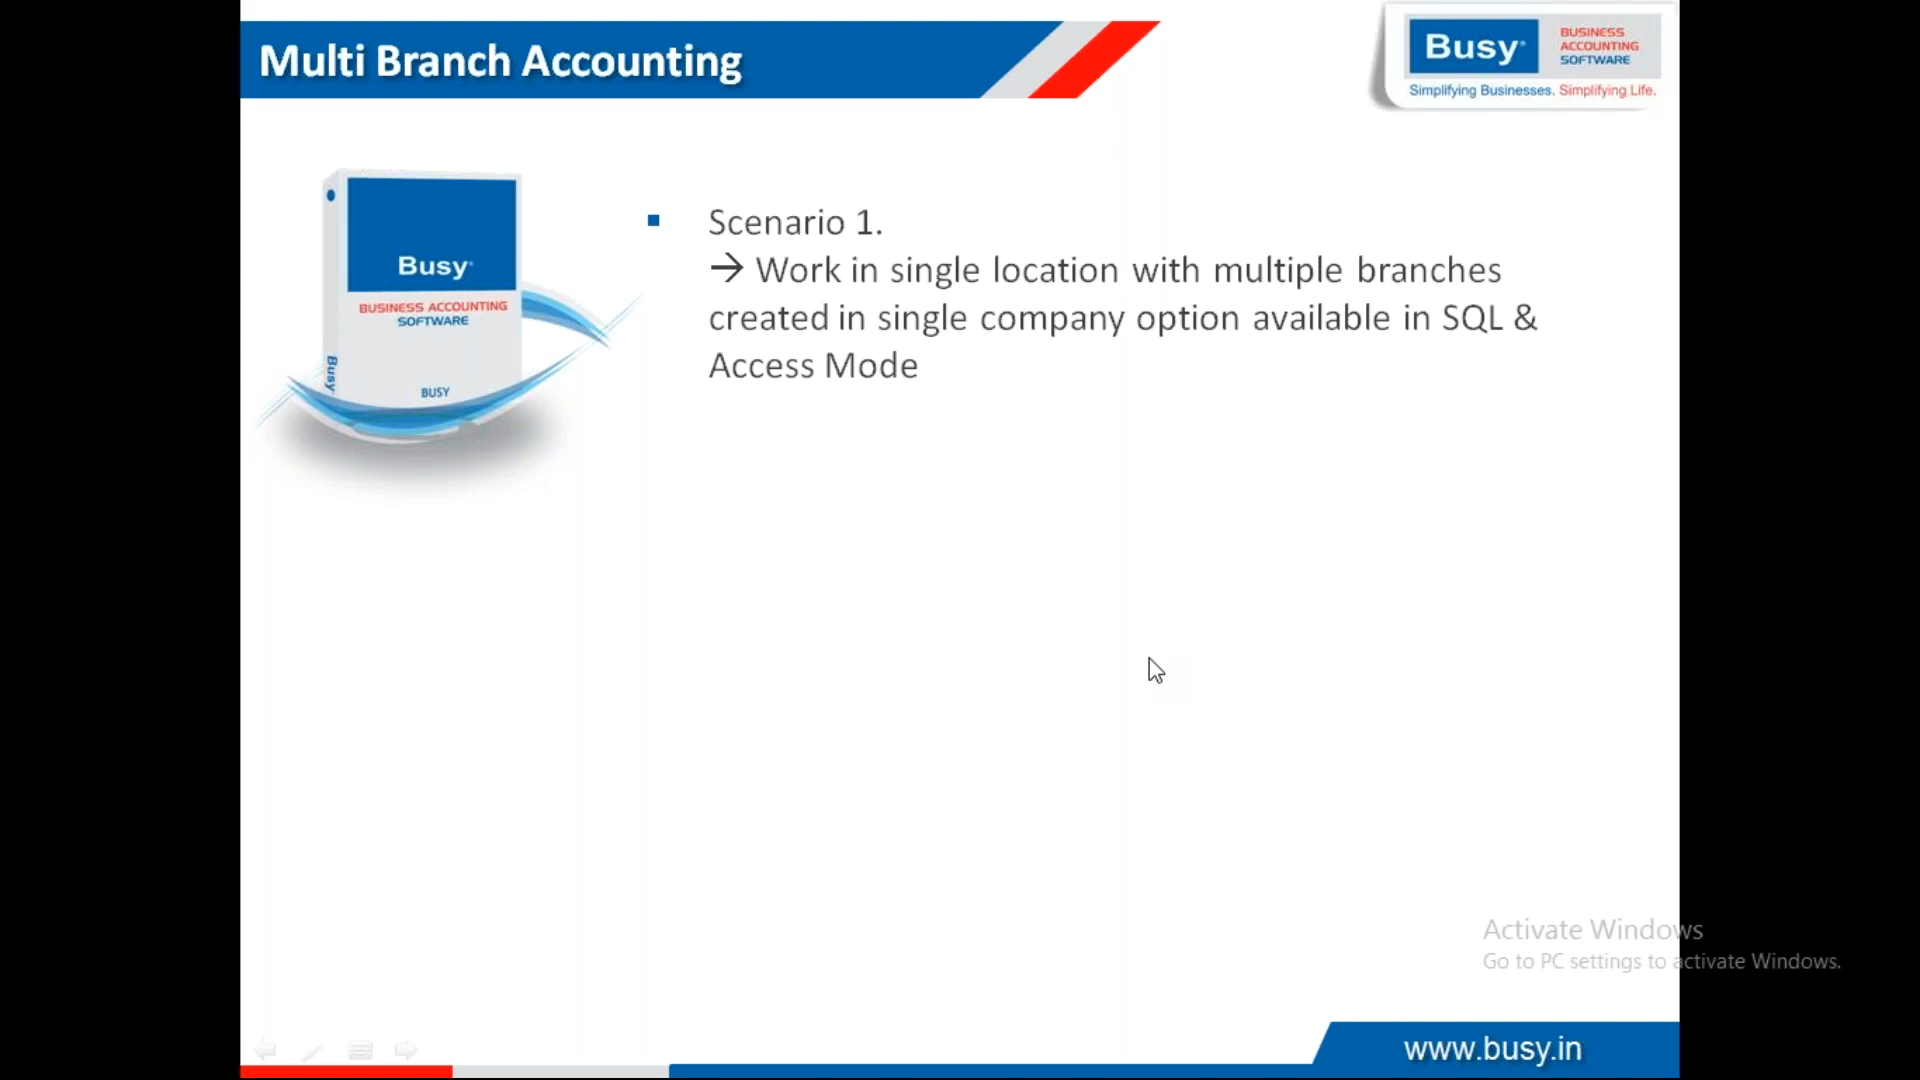 Multi Branch Accounting
Busy
BUSINESS
ACCOUNTING
SOFTWARE
Simplifying Businesses. Simplifying Life.
Busy
BUSINESS ACCOUNTING
SOFTWARE
Busy
BUSY
▪ Scenario 1.
→ Work in single location with multiple branches
created in single company option available in SQL &
Access Mode
Activate Windows
Go to PC settings to activate Windows.
www.busy.in